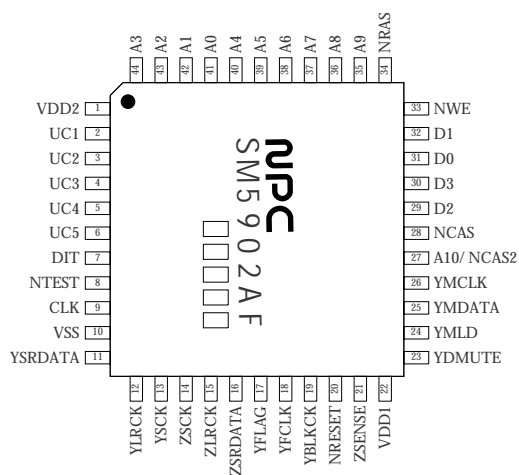 A3 A2 A1 A0 A4 A5 A6 A7 A8 A9 NRAS
44 43 42 41 40 39 38 37 36 35 34
VDD2 1
UC1 2
UC2 3
UC3 4
UC4 5
UC5 6
DIT 7
NTEST 8
CLK 9
VSS 10
YSRDATA 11
NPC
SM5902AF
33 NWE
32 D1
31 D0
30 D3
29 D2
28 NCAS
27 A10/ NCAS2
26 YMCLK
25 YMDATA
24 YMLD
23 YDMUTE
12 13 14 15 16 17 18 19 20 21 22
YLRCK YSCK ZSCK ZLRCK ZSRDATA YFLAG YFCLK YBLKCK NRESET ZSENSE VDD1